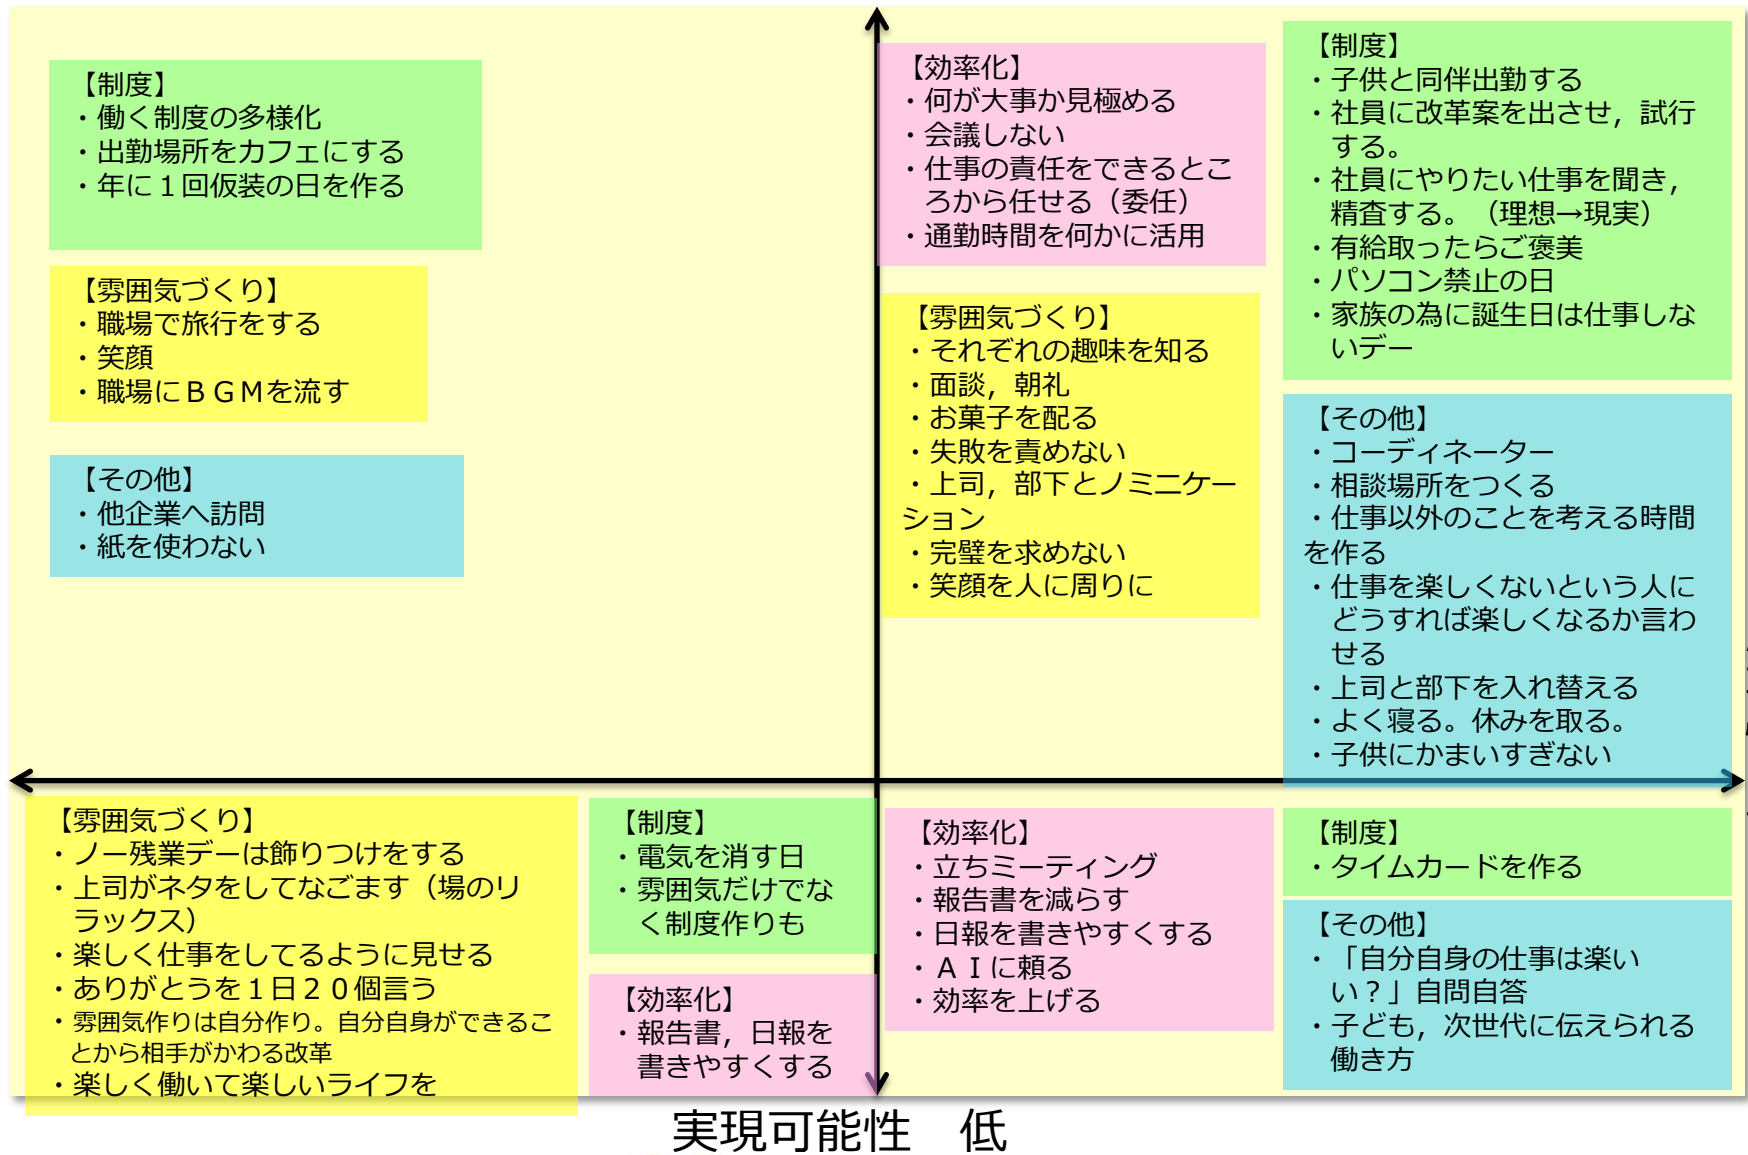 【制度】
・働く制度の多様化
・出勤場所をカフェにする
・年に１回仮装の日を作る
【雰囲気づくり】
・職場で旅行をする
・笑顔
・職場にＢＧＭを流す
【その他】
・他企業へ訪問
・紙を使わない
【効率化】
・何が大事か見極める
・会議しない
・仕事の責任をできるとこ
ろから任せる（委任）
・通勤時間を何かに活用
【雰囲気づくり】
・それぞれの趣味を知る
・面談，朝礼
・お菓子を配る
・失敗を責めない
・上司，部下とノミニケー
ション
・完璧を求めない
・笑顔を人に周りに
【制度】
・子供と同伴出勤する
・社員に改革案を出させ，試行
する。
・社員にやりたい仕事を聞き，
精査する。（理想→現実）
・有給取ったらご褒美
・パソコン禁止の日
・家族の為に誕生日は仕事しな
いデー
【その他】
・コーディネーター
・相談場所をつくる
・仕事以外のことを考える時間
を作る
・仕事を楽しくないという人に
どうすれば楽しくなるか言わ
せる
・上司と部下を入れ替える
・よく寝る。休みを取る。
・子供にかまいすぎない
【雰囲気づくり】
・ノー残業デーは飾りつけをする
・上司がネタをしてなごます（場のリ
ラックス）
・楽しく仕事をしてるように見せる
・ありがとうを１日２０個言う
・雰囲気作りは自分作り。自分自身ができるこ
とから相手がかわる改革
・楽しく働いて楽しいライフを
【制度】
・電気を消す日
・雰囲気だけでな
く制度作りも
【効率化】
・報告書，日報を
書きやすくする
【効率化】
・立ちミーティング
・報告書を減らす
・日報を書きやすくする
・ＡＩに頼る
・効率を上げる
【制度】
・タイムカードを作る
【その他】
・「自分自身の仕事は楽い
い？」自問自答
・子ども，次世代に伝えられる
働き方
実現可能性　低